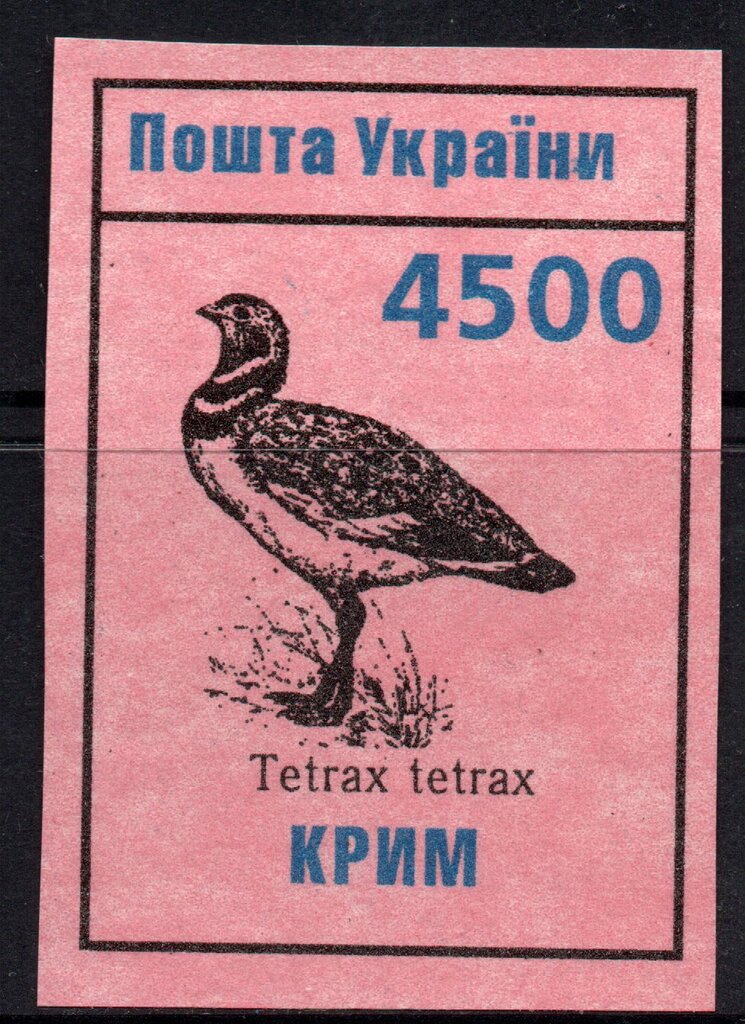 Пошта України
4500
Tetrax tetrax
КРИМ